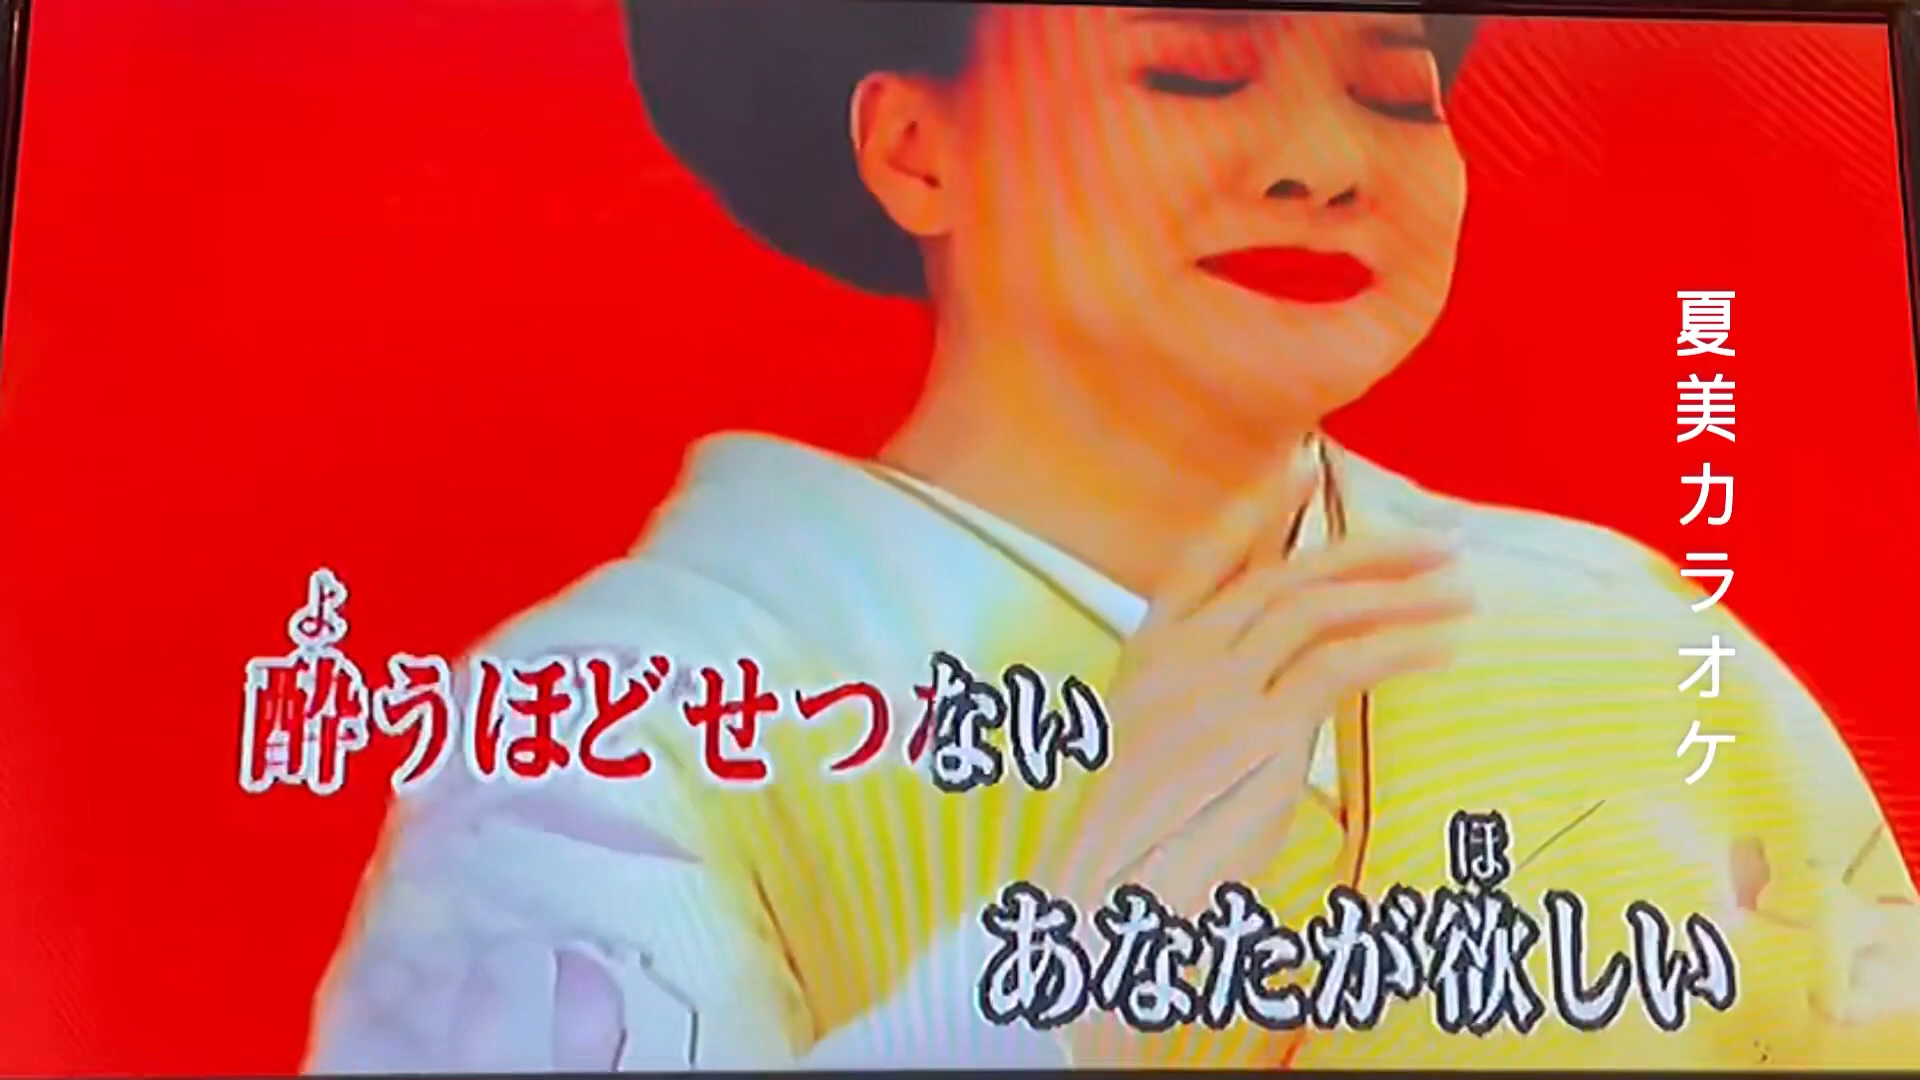 夏美カラオケ
よ
酔うほどせつない
ほ
あなたが欲しい